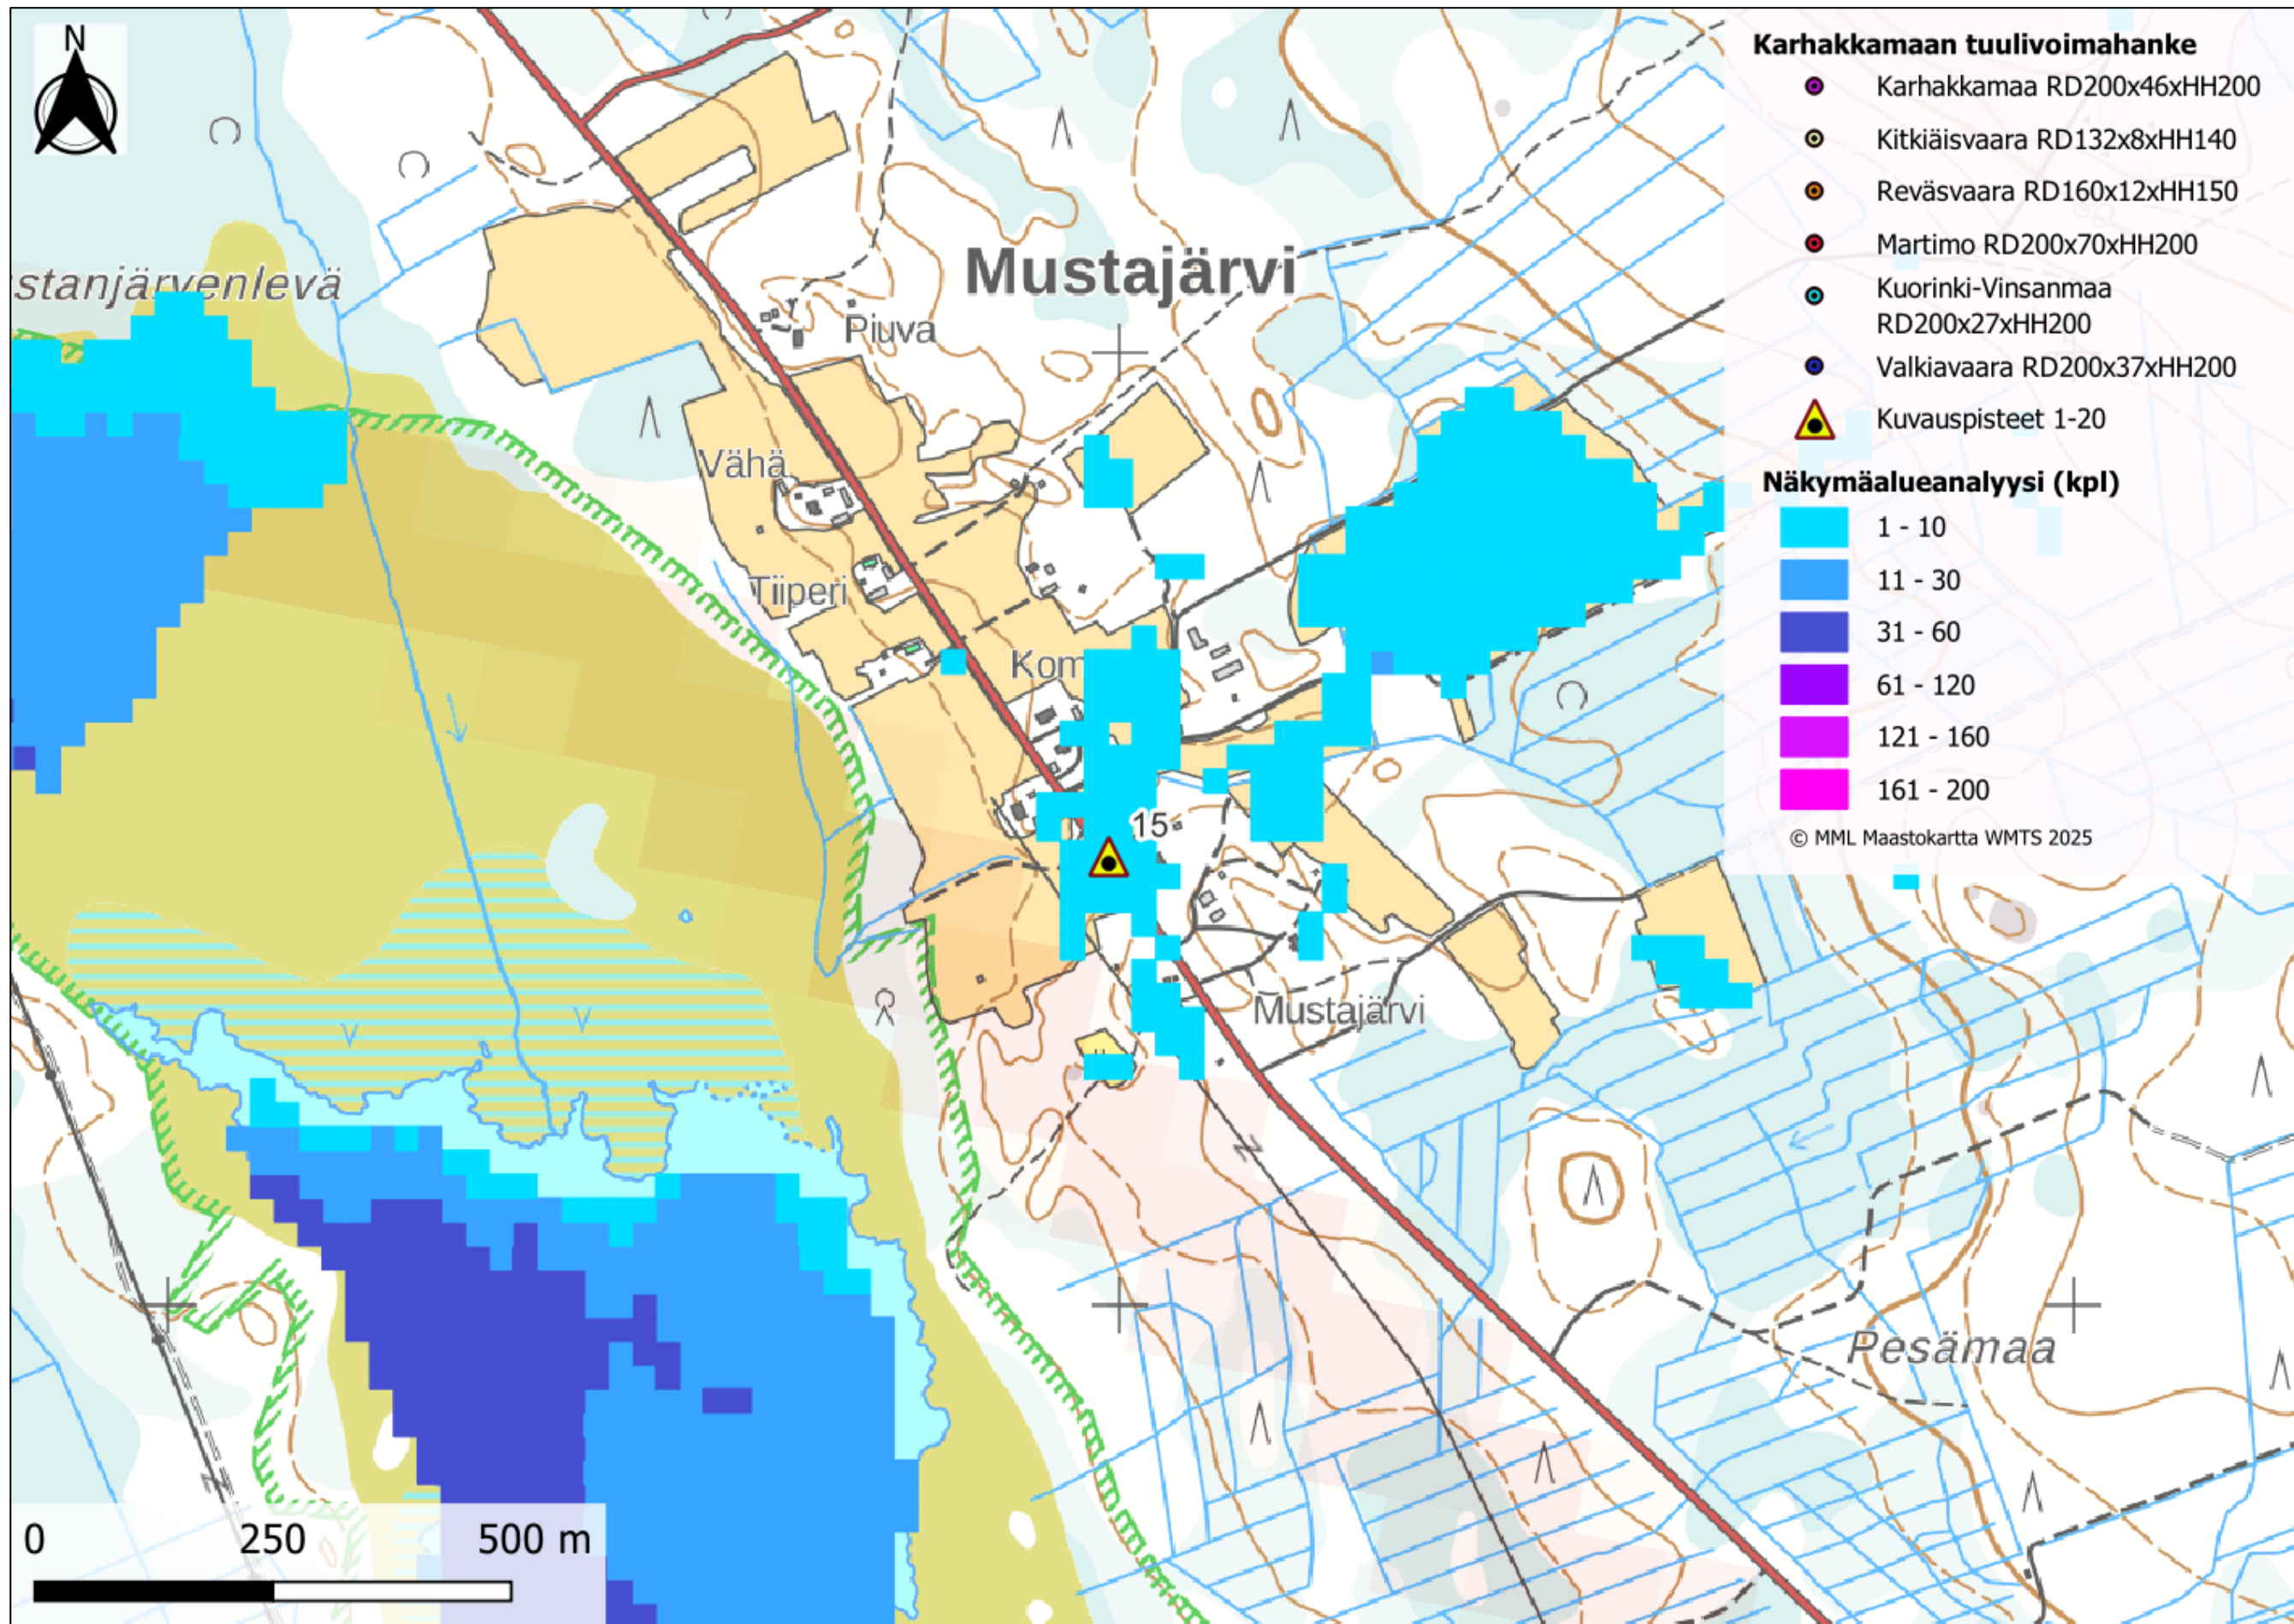 N
Karhakkamaan tuulivoimahanke
Karhakkamaa RD200x46xHH200
Kitkiäisvaara RD132x8xHH140
Reväsvaara RD160x12xHH150
Martimo RD200x70xHH200
Kuorinki-Vinsanmaa
RD200x27xHH200
Valkiavaara RD200x37xHH200
Kuvauspisteet 1-20
Näkymäalueanalyysi (kpl)
1 - 10
11 - 30
31 - 60
61 - 120
121 - 160
161 - 200
© MML Maastokartta WMTS 2025
stanjärvenlevä
Mustajärvi
Piuva
Vähä
Tiiperi
Kom
15
Mustajärvi
Pesämaa
0 250 500 m